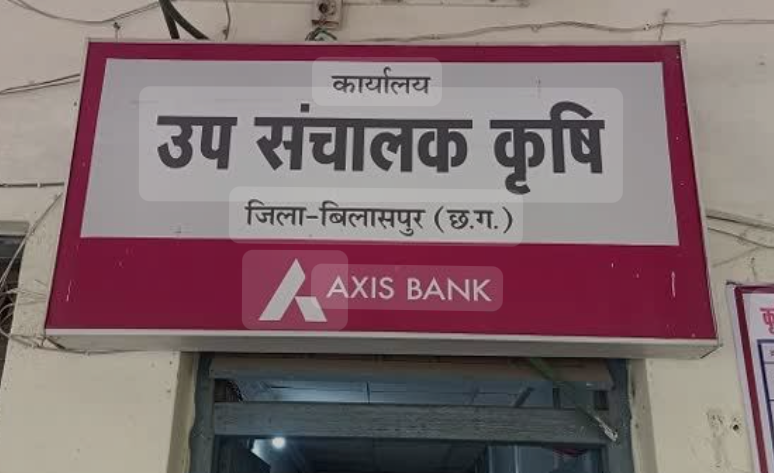 कार्यालय
उप संचालक कृषि
जिला-बिलासपुर (छ.ग.)
AXIS BANK
कृ